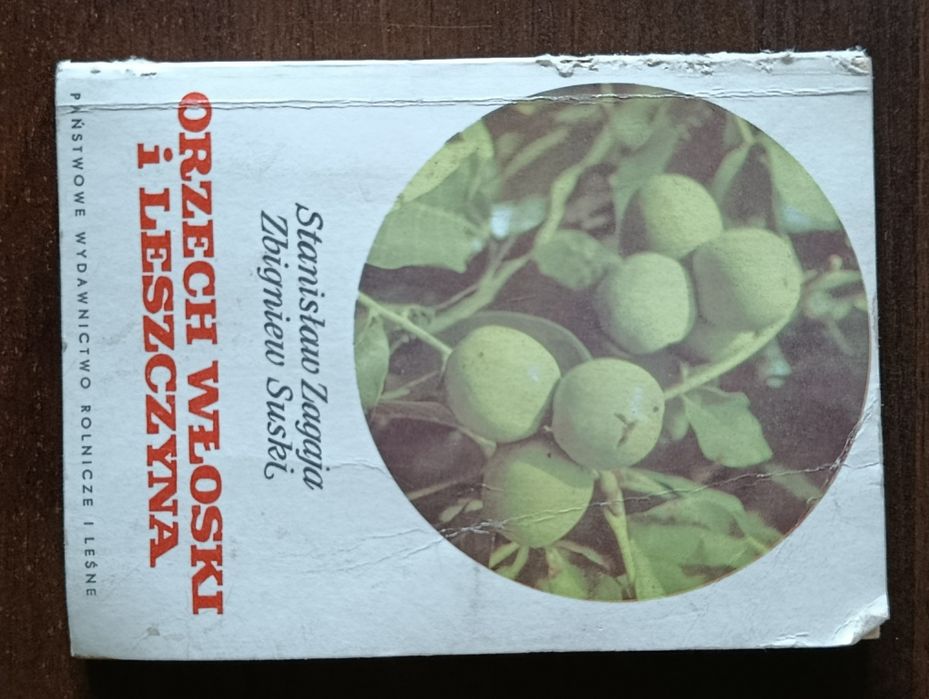 Stanisław Zagaja
Zbigniew Suski
ORZECH WŁOSKI
i LESZCZYNA
PAŃSTWOWE WYDAWNICTWO ROLNICZE I LEŚNE